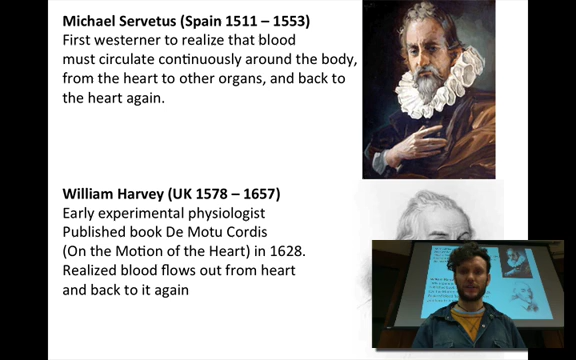 Michael Servetus (Spain 1511 – 1553)
First westerner to realize that blood
must circulate continuously around the body,
from the heart to other organs, and back to
the heart again.
William Harvey (UK 1578 – 1657)
Early experimental physiologist
Published book De Motu Cordis
(On the Motion of the Heart) in 1628.
Realized blood flows out from heart
and back to it again